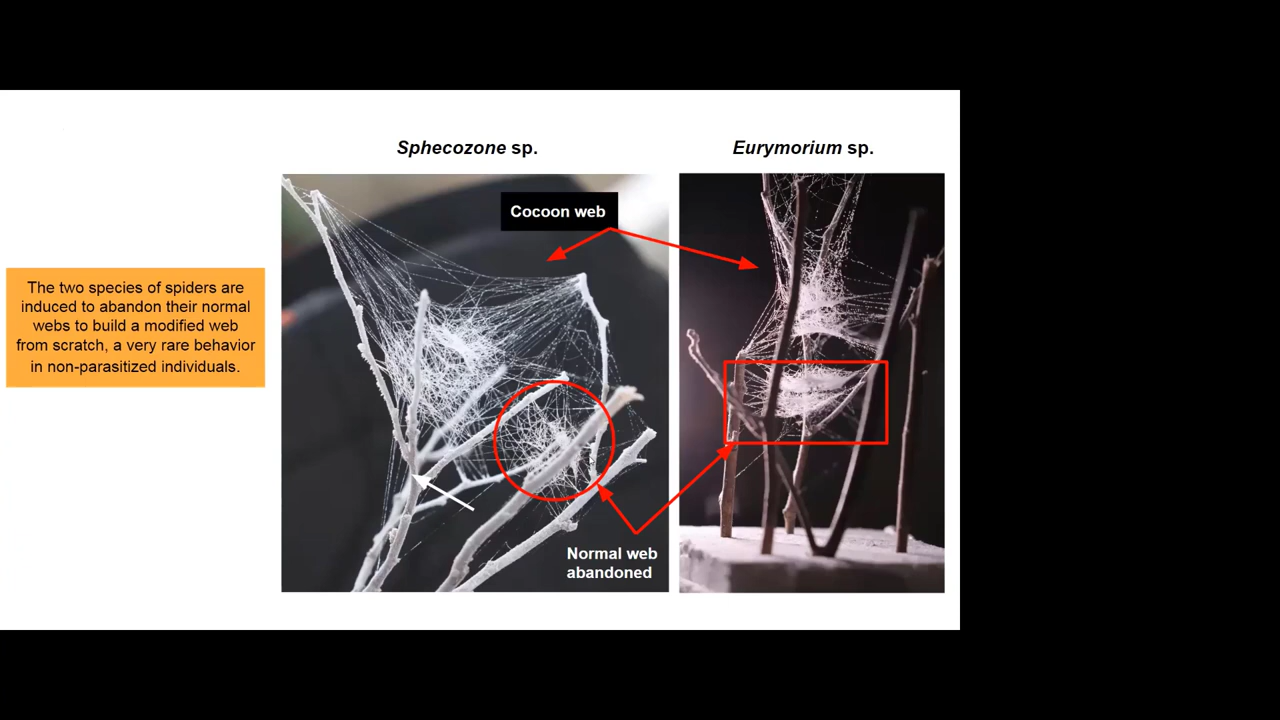 Sphecozone sp.
Eurymorium sp.
Cocoon web
The two species of spiders are
induced to abandon their normal
webs to build a modified web
from scratch, a very rare behavior
in non-parasitized individuals.
Normal web
abandoned